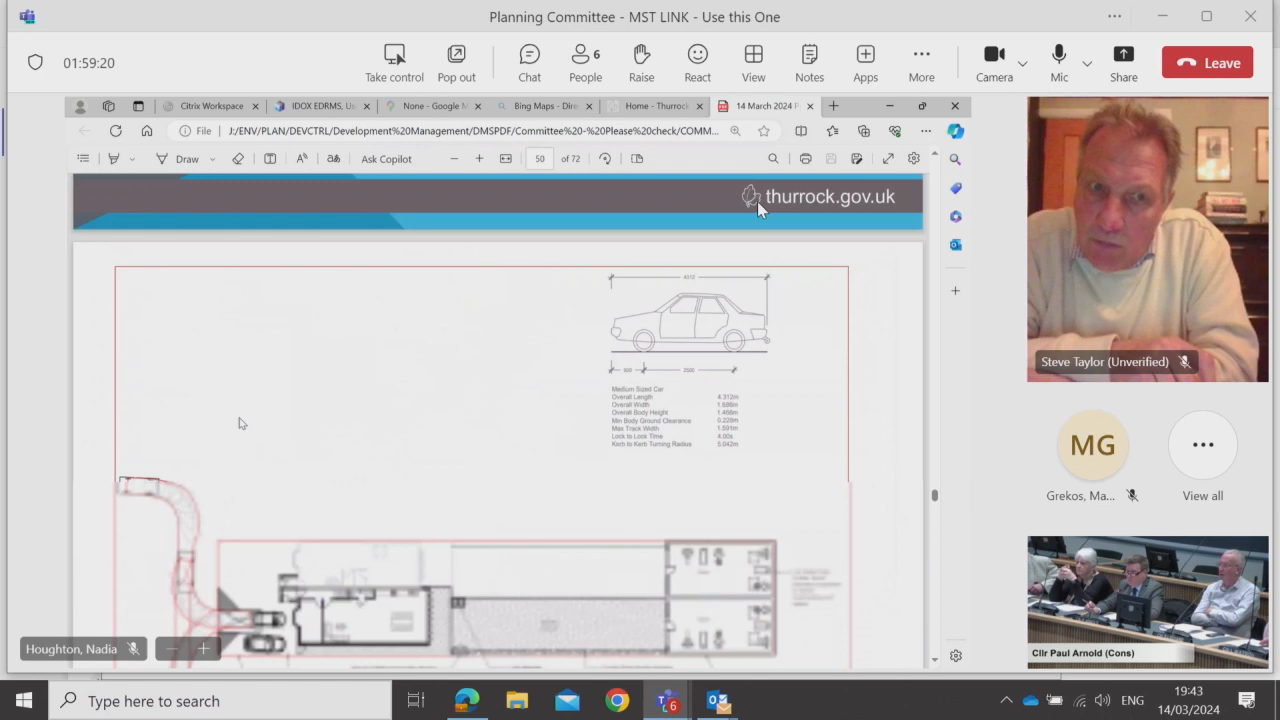 Planning Committee - MST LINK - Use this One
01:59:20
Take control
Pop out
Chat
People
6
Raise
React
View
Notes
Apps
More
Camera
Mic
Share
Leave
Citrix Workspace
IDOX EDRMS, Us
None - Google M
Bing Maps - Dire
Home - Thurrock
14 March 2024 P
File
J:/ENV/PLAN/DEVCTRL/Development%20Management/DMSPDF/Committee%20-%20Please%20check/COMM...
Draw
Ask Copilot
50
of 72
thurrock.gov.uk
4312
Medium Sized Car
Overall Length 4.312m
Overall Width 1.686m
Overall Body Height 1.468m
Min Body Ground Clearance 0.229m
Max Track Width 1.591m
Lock to Lock Time 4.00s
Kerb to Kerb Turning Radius 5.042m
Steve Taylor (Unverified)
MG
Grekos, Ma...
View all
Houghton, Nadia
Cllr Paul Arnold (Cons)
Type here to search
6
ENG
19:43
14/03/2024